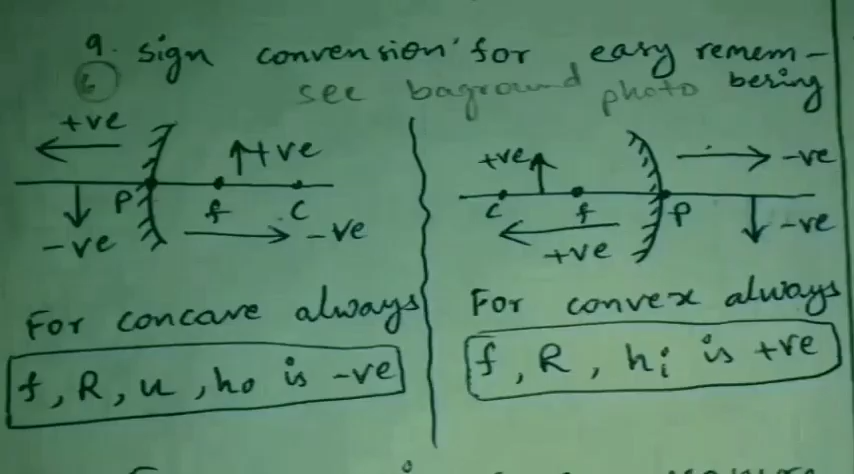 9. sign convension for easy remem-
bering
6 see baground photo
+ve
↑+ve
P f C
-ve
-ve
+ve
-ve
C f P
+ve
-ve
For concave always
f, R, u, ho is -ve
For convex always
f, R, hi is +ve